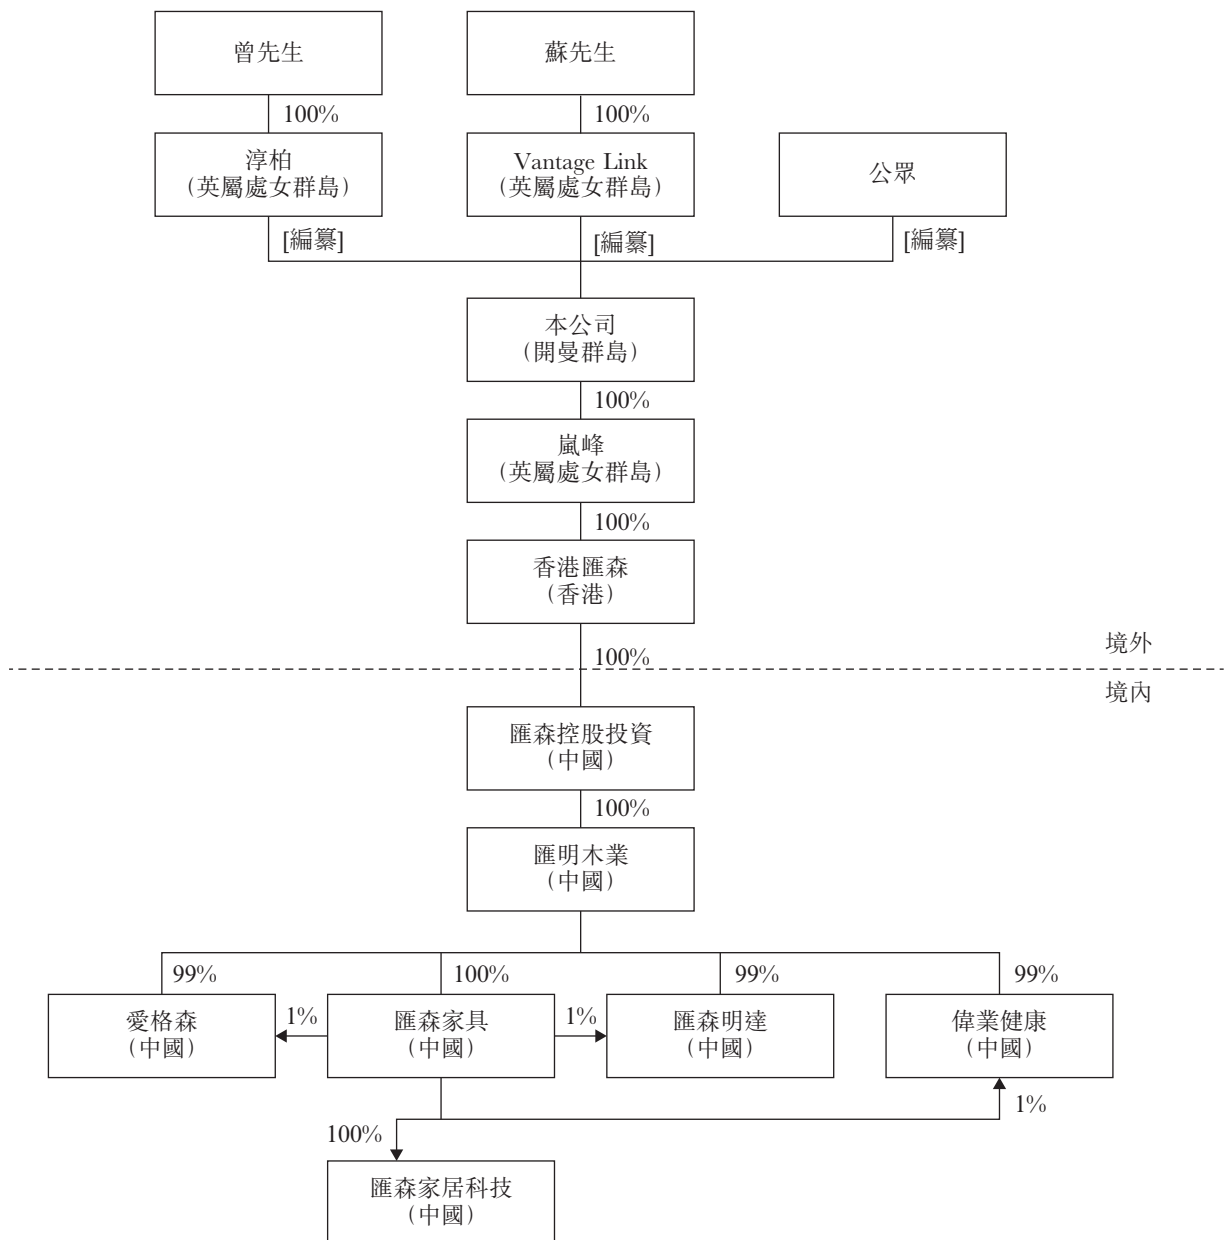 曾先生
蘇先生
100%
100%
淳柏
(英屬處女群島)
Vantage Link
(英屬處女群島)
公眾
[編纂]
[編纂]
[編纂]
本公司
(開曼群島)
100%
嵐峰
(英屬處女群島)
100%
香港匯森
(香港)
境外
100%
境內
匯森控股投資
(中國)
100%
匯明木業
(中國)
99%
100%
99%
99%
愛格森
(中國)
1%
匯森家具
(中國)
1%
匯森明達
(中國)
偉業健康
(中國)
1%
100%
匯森家居科技
(中國)